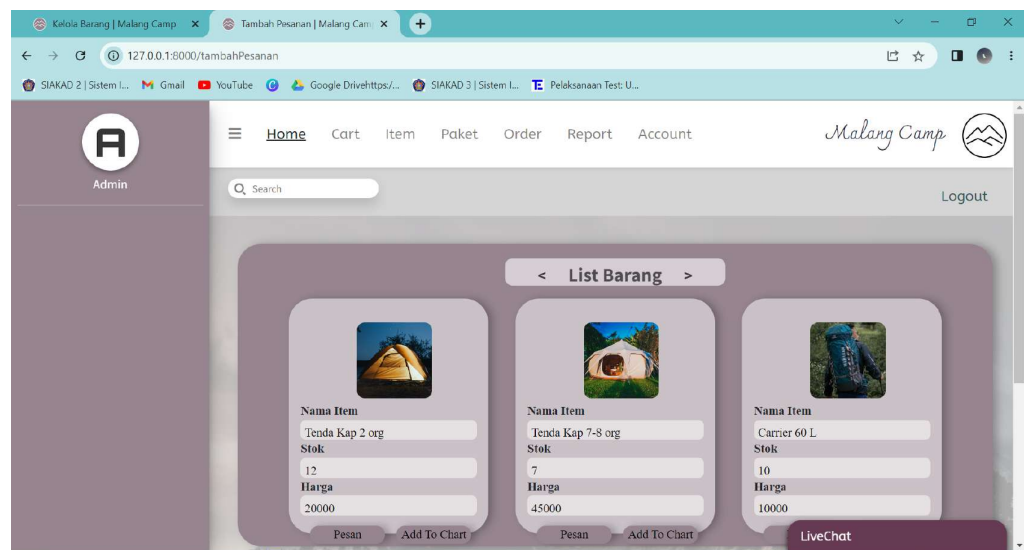 Kelola Barang | Malang Camp
Tambah Pesanan | Malang Cam
127.0.0.1:8000/tambahPesanan
SIAKAD 2 | Sistem I...
Gmail
YouTube
Google Drivehttps:/...
SIAKAD 3 | Sistem I...
Pelaksanaan Test: U...
A
Admin
Home Cart Item Paket Order Report Account
Malang Camp
Search
Logout
< List Barang >
Nama Item
Tenda Kap 2 org
Stok
12
Harga
20000
Pesan Add To Chart
Nama Item
Tenda Kap 7-8 org
Stok
7
Harga
45000
Pesan Add To Chart
Nama Item
Carrier 60 L
Stok
10
Harga
10000
LiveChat